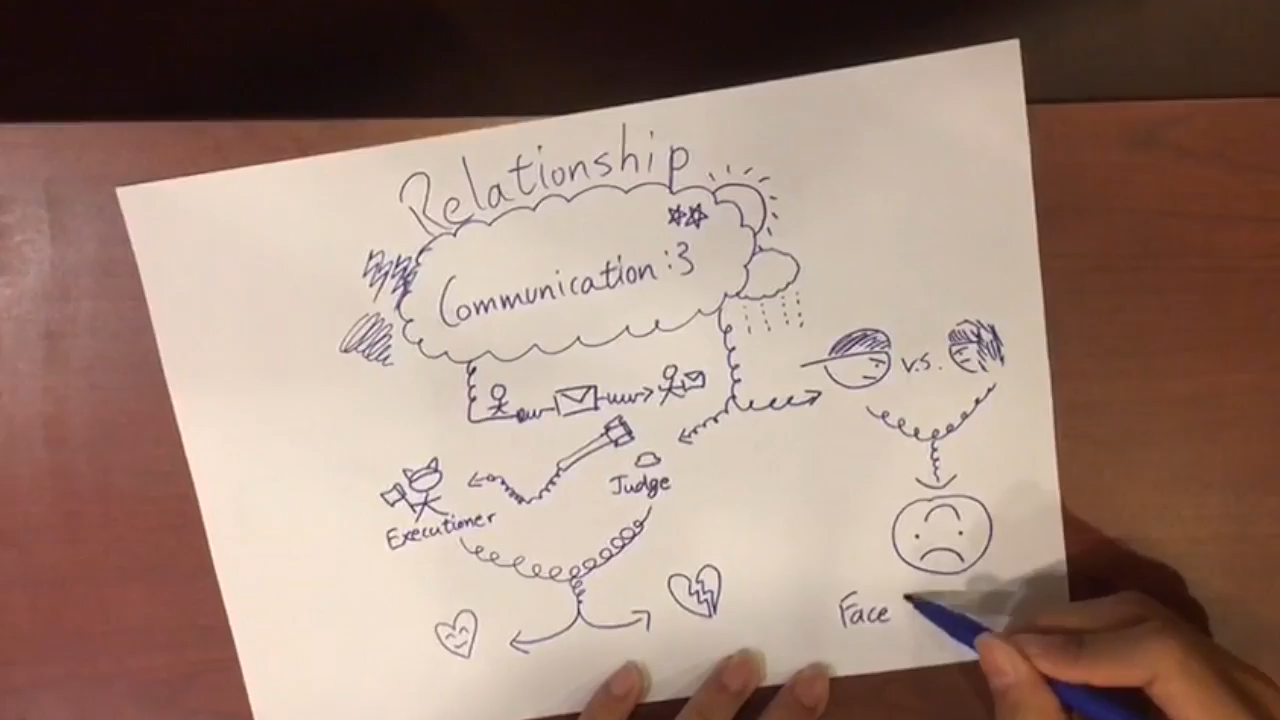 Relationship
Communication :3
v.s.
Judge
Executioner
Face